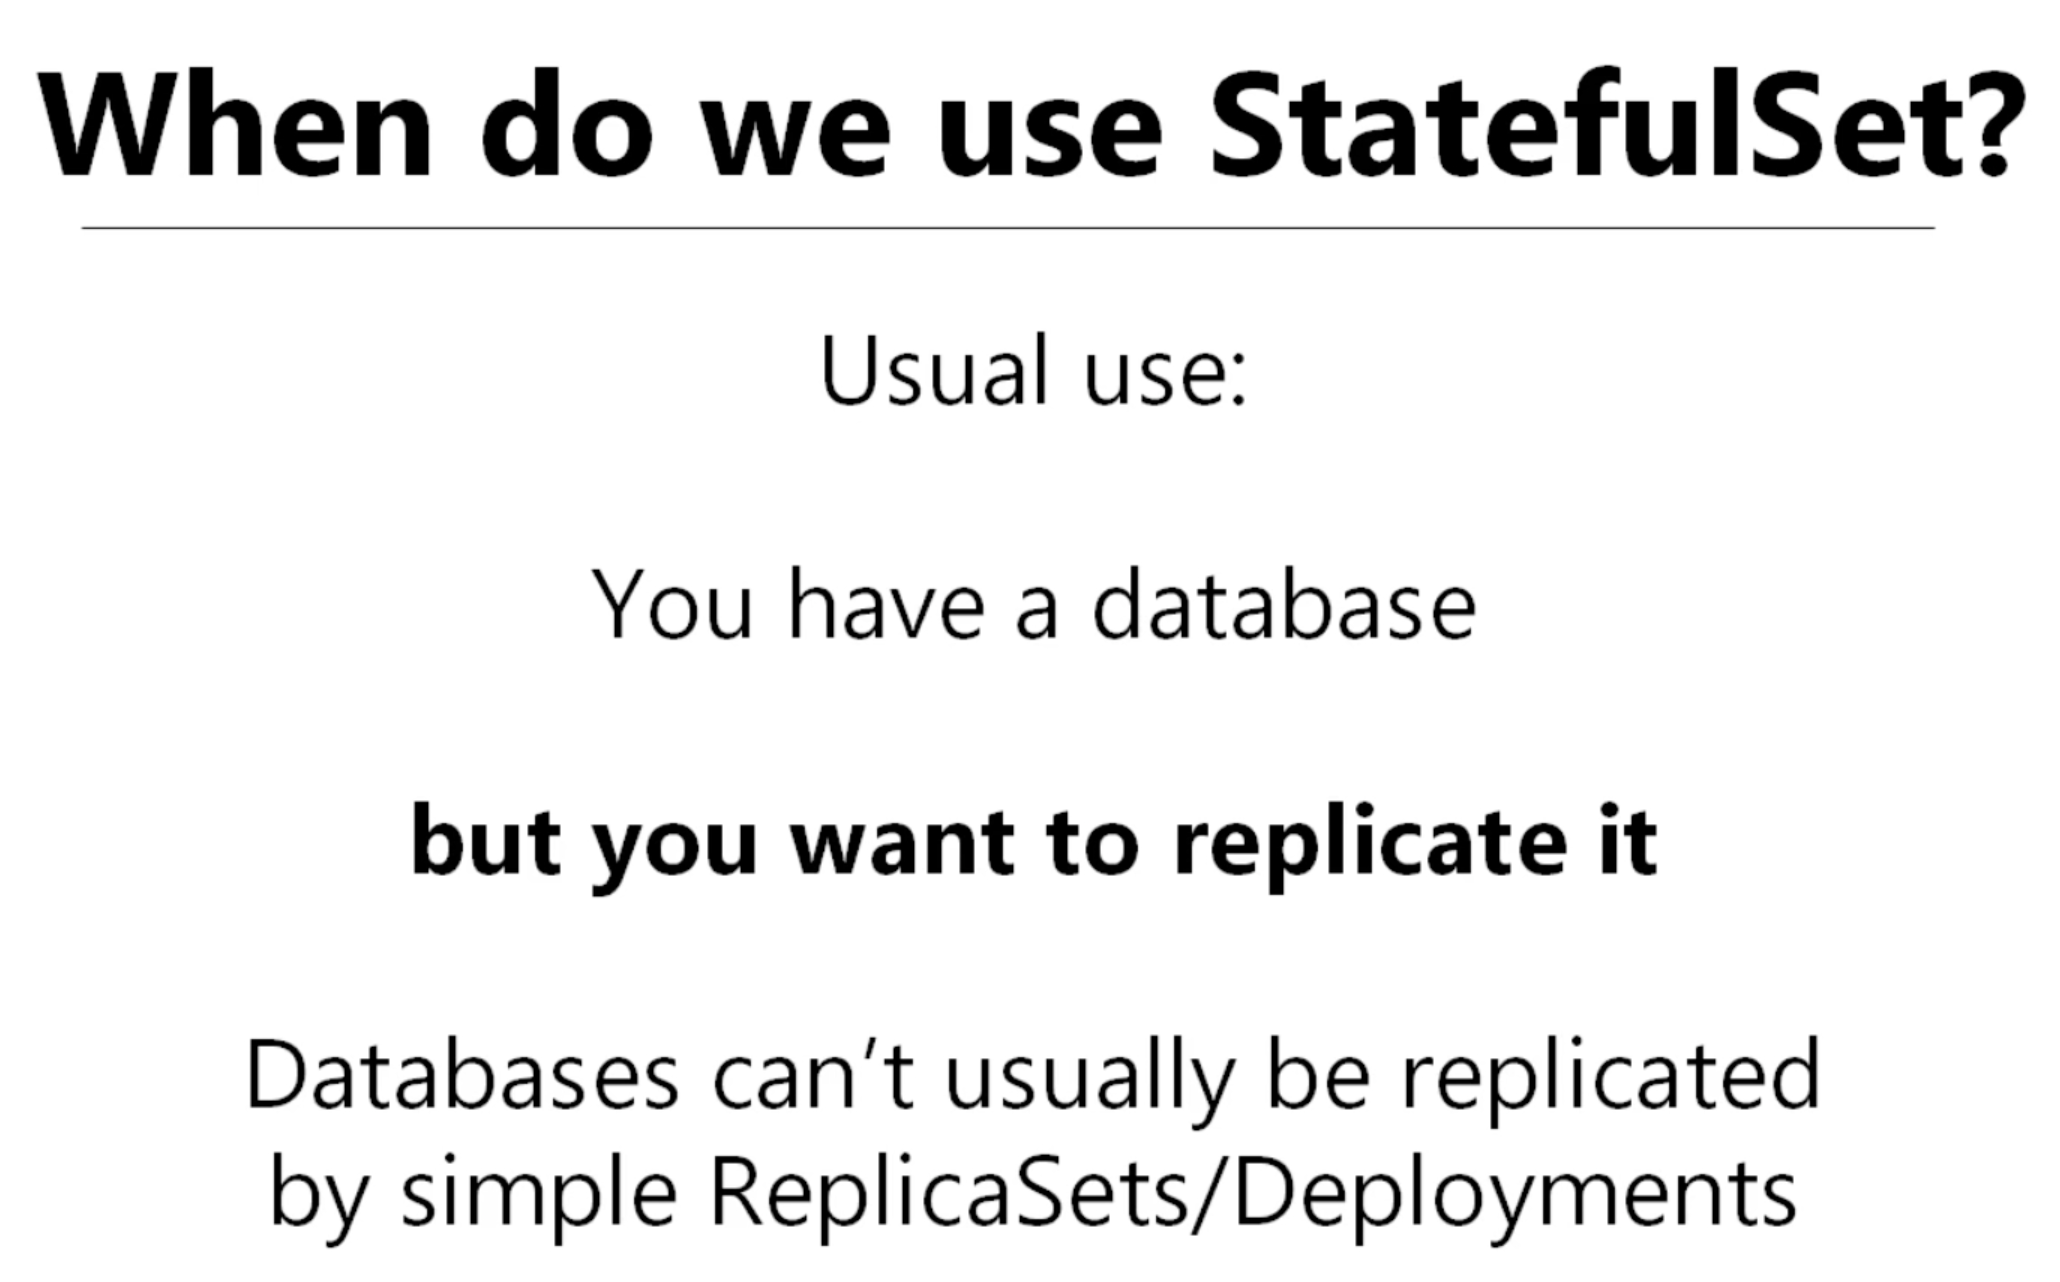 When do we use StatefulSet?
Usual use:
You have a database
but you want to replicate it
Databases can’t usually be replicated
by simple ReplicaSets/Deployments